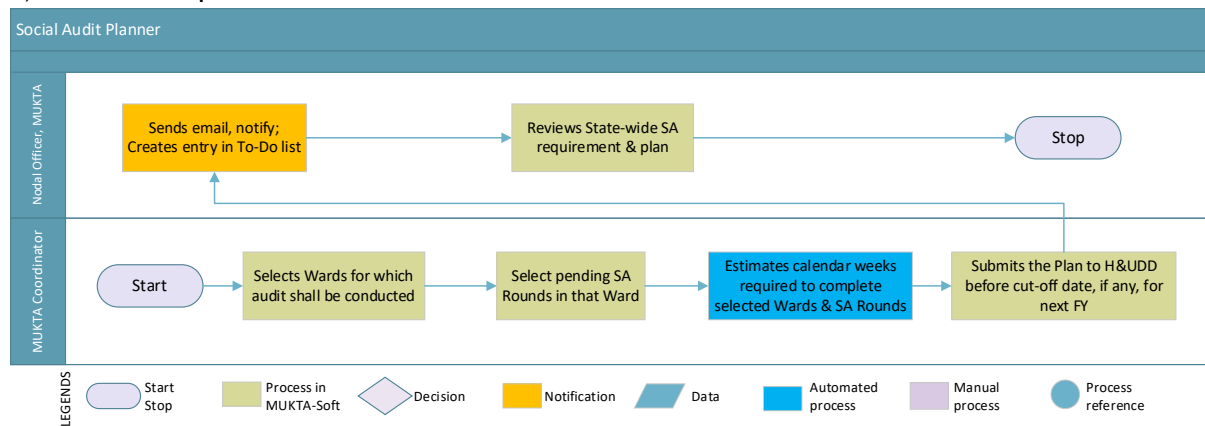 Social Audit Planner
Nodal Officer, MUKTA
Sends email, notify;
Creates entry in To-Do list
Reviews State-wide SA
requirement & plan
Stop
MUKTA Coordinator
Start
Selects Wards for which
audit shall be conducted
Select pending SA
Rounds in that Ward
Estimates calendar weeks
required to complete
selected Wards & SA Rounds
Submits the Plan to H&UDD
before cut-off date, if any, for
next FY
LEGENDS
Start
Stop
Process in
MUKTA-Soft
Decision
Notification
Data
Automated
process
Manual
process
Process
reference